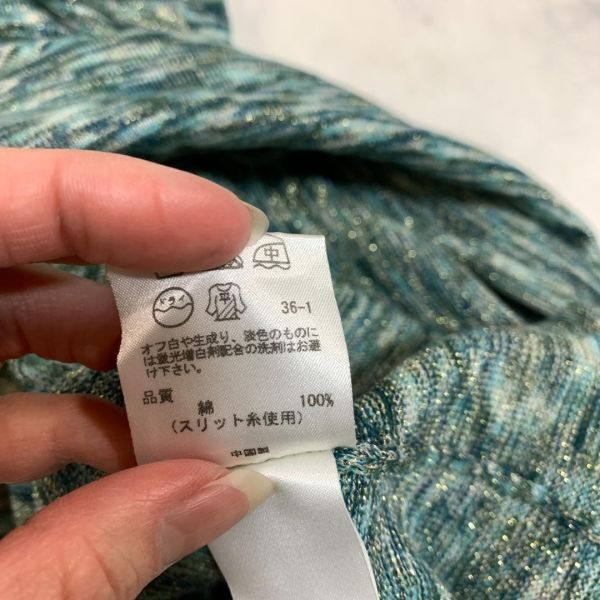 中
ドライ 平 36-1
オフ白や生成り、淡色のものに
は蛍光増白剤配合の洗剤はお避
け下さい。
品質
綿 100%
(スリット糸使用)
中国製